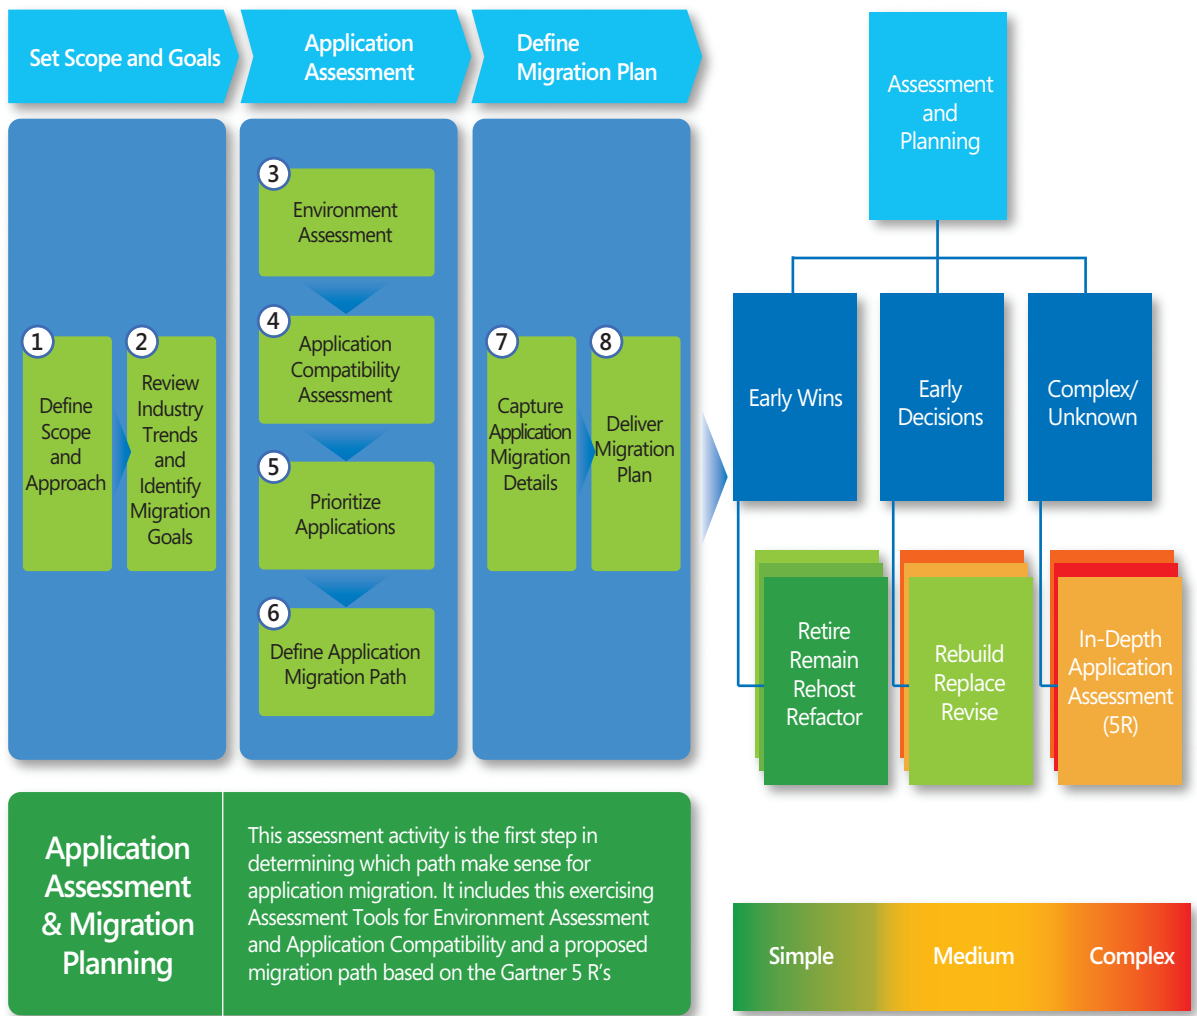 Set Scope and Goals
Application
Assessment
Define
Migration Plan
1
Define
Scope
and
Approach
2
Review
Industry
Trends
and
Identify
Migration
Goals
3
Environment
Assessment
4
Application
Compatibility
Assessment
5
Prioritize
Applications
6
Define Application
Migration Path
7
Capture
Application
Migration
Details
8
Deliver
Migration
Plan
Assessment
and
Planning
Early Wins
Early
Decisions
Complex/
Unknown
Retire
Remain
Rehost
Refactor
Rebuild
Replace
Revise
In-Depth
Application
Assessment
(5R)
Application
Assessment
& Migration
Planning
This assessment activity is the first step in
determining which path make sense for
application migration. It includes this exercising
Assessment Tools for Environment Assessment
and Application Compatibility and a proposed
migration path based on the Gartner 5 R's
Simple
Medium
Complex